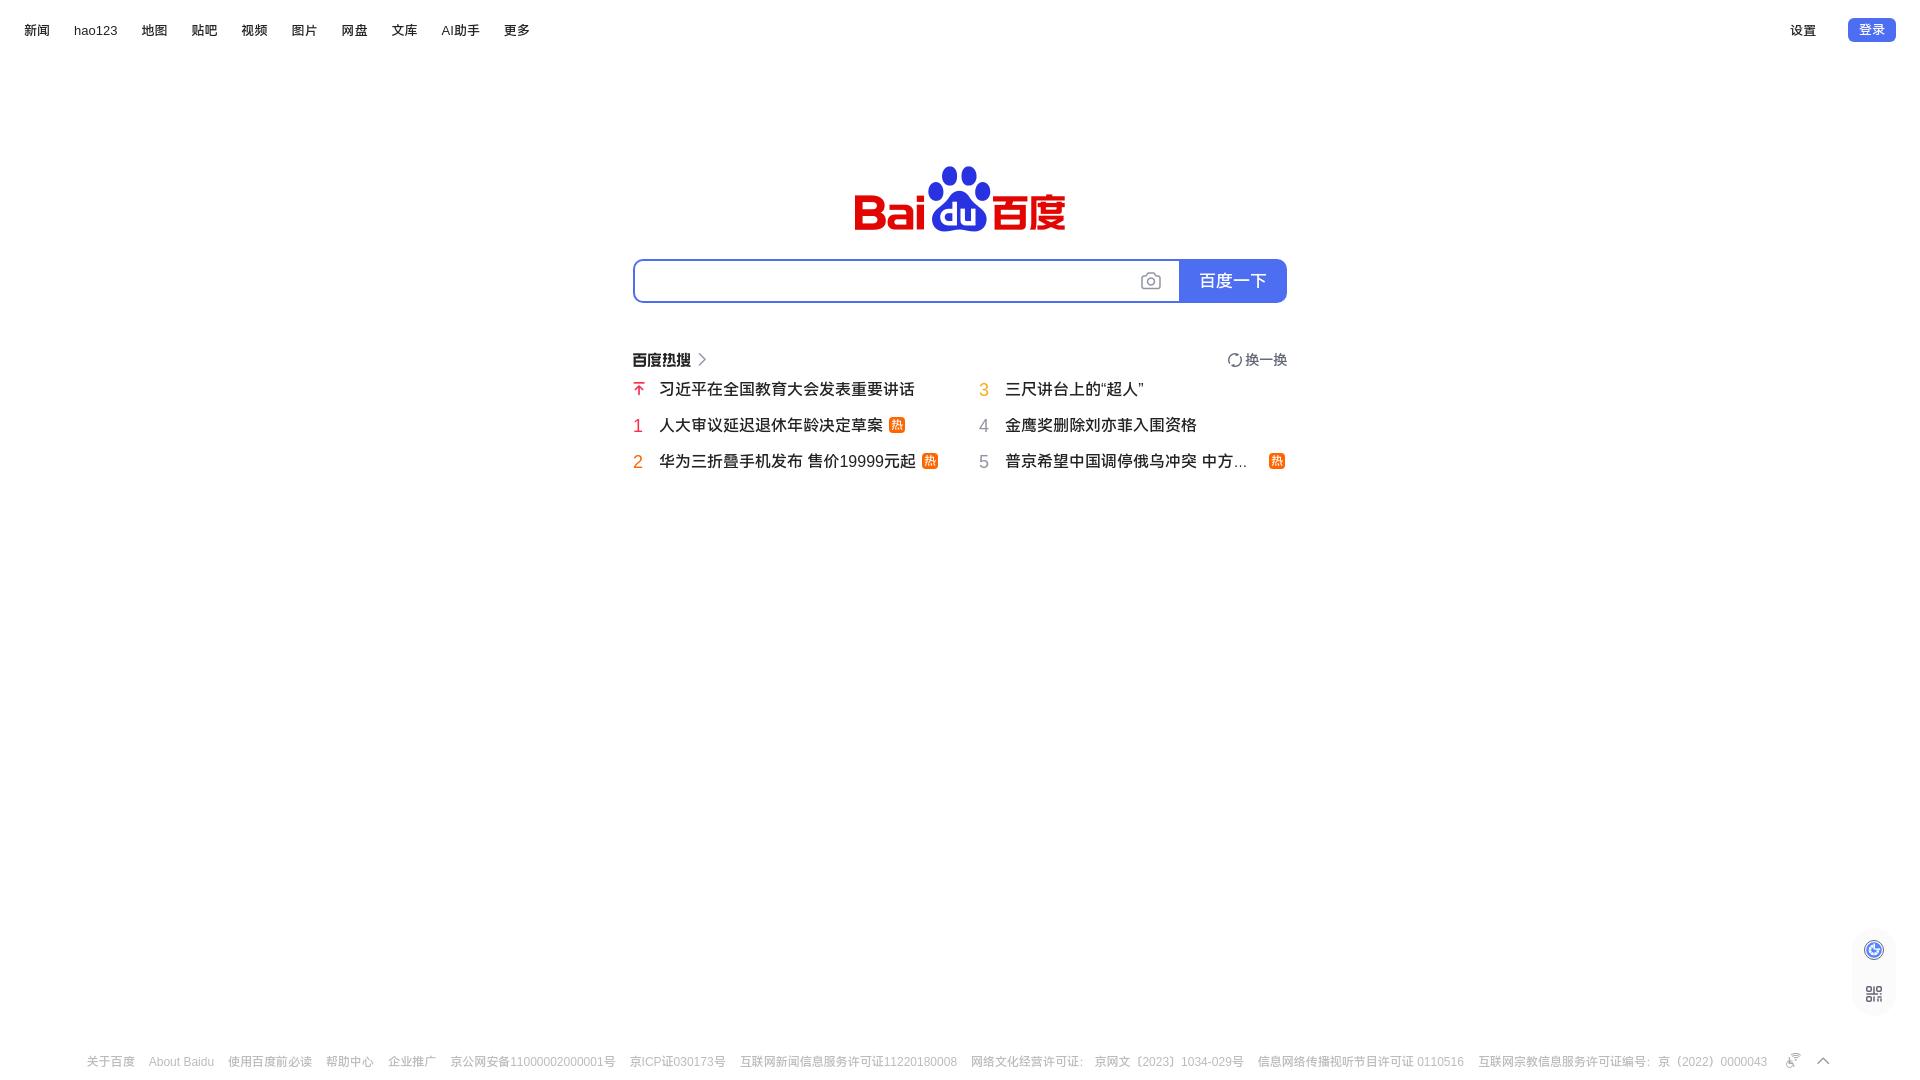 新闻 hao123 地图 贴吧 视频 图片 网盘 文库 AI助手 更多 设置 登录
Bai du 百度
百度一下
百度热搜 换一换
习近平在全国教育大会发表重要讲话
1 人大审议延迟退休年龄决定草案 热
2 华为三折叠手机发布 售价19999元起 热
3 三尺讲台上的“超人”
4 金鹰奖删除刘亦菲入围资格
5 普京希望中国调停俄乌冲突 中方... 热
关于百度 About Baidu 使用百度前必读 帮助中心 企业推广 京公网安备11000002000001号 京ICP证030173号 互联网新闻信息服务许可证11220180008 网络文化经营许可证： 京网文〔2023〕1034-029号 信息网络传播视听节目许可证 0110516 互联网宗教信息服务许可证编号：京（2022）0000043